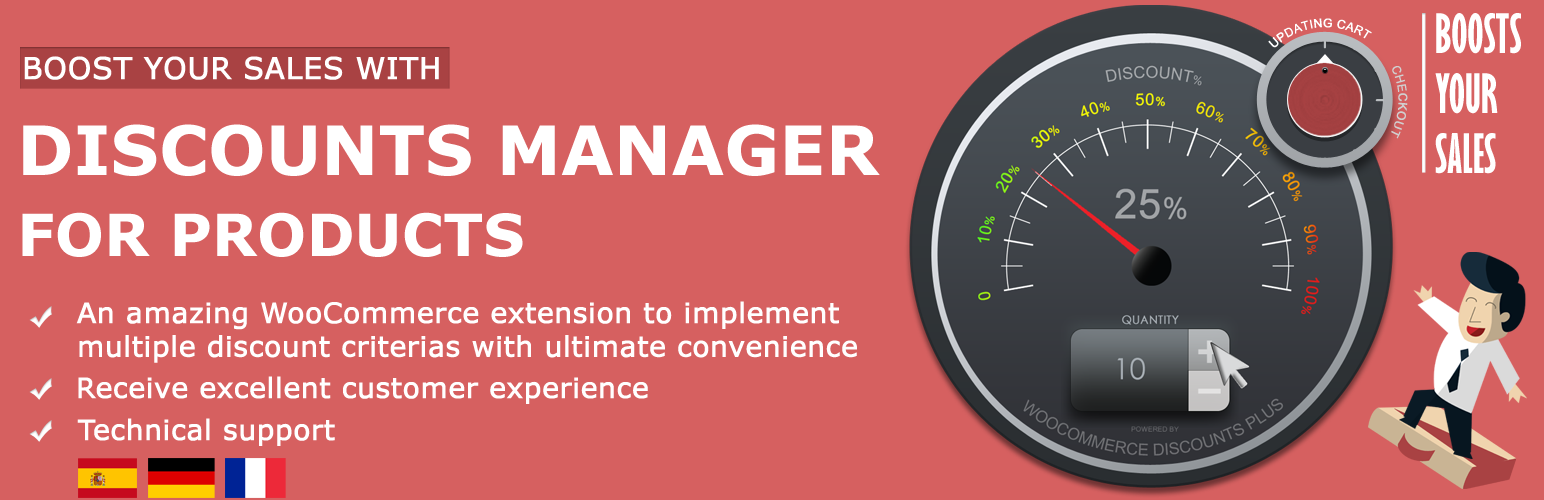 BOOST YOUR SALES WITH
DISCOUNTS MANAGER
FOR PRODUCTS
An amazing WooCommerce extension to implement
multiple discount criterias with ultimate convenience
Receive excellent customer experience
Technical support
DISCOUNT%
0
10%
20%
30%
40%
50%
60%
70%
80%
90%
100%
25%
QUANTITY
10
+
−
POWERED BY
WOOCOMMERCE DISCOUNTS PLUS
UPDATING CART
CHECKOUT
BOOSTS
YOUR
SALES